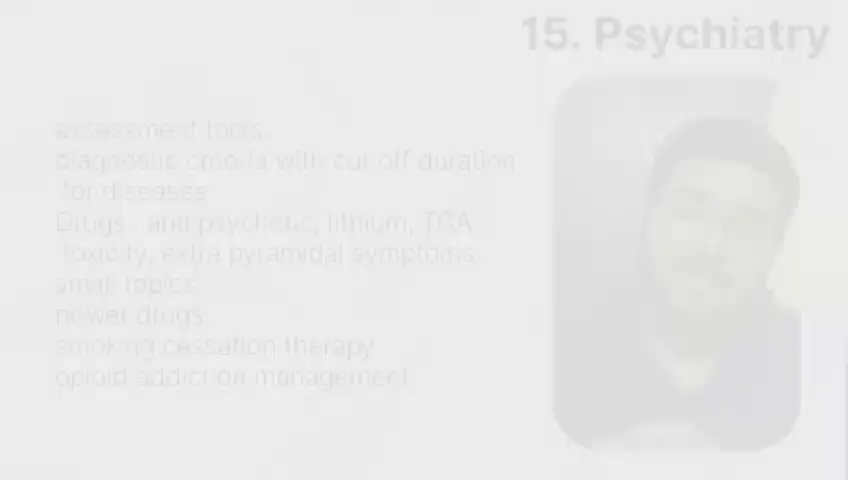 15. Psychiatry
assessment tools
diagnostic criteria with cut off duration
for diseases
Drugs : anti psychotic, lithium, TCA
toxicity, extra pyramidal symptoms
small topics
newer drugs
smoking cessation therapy
opioid addiction management